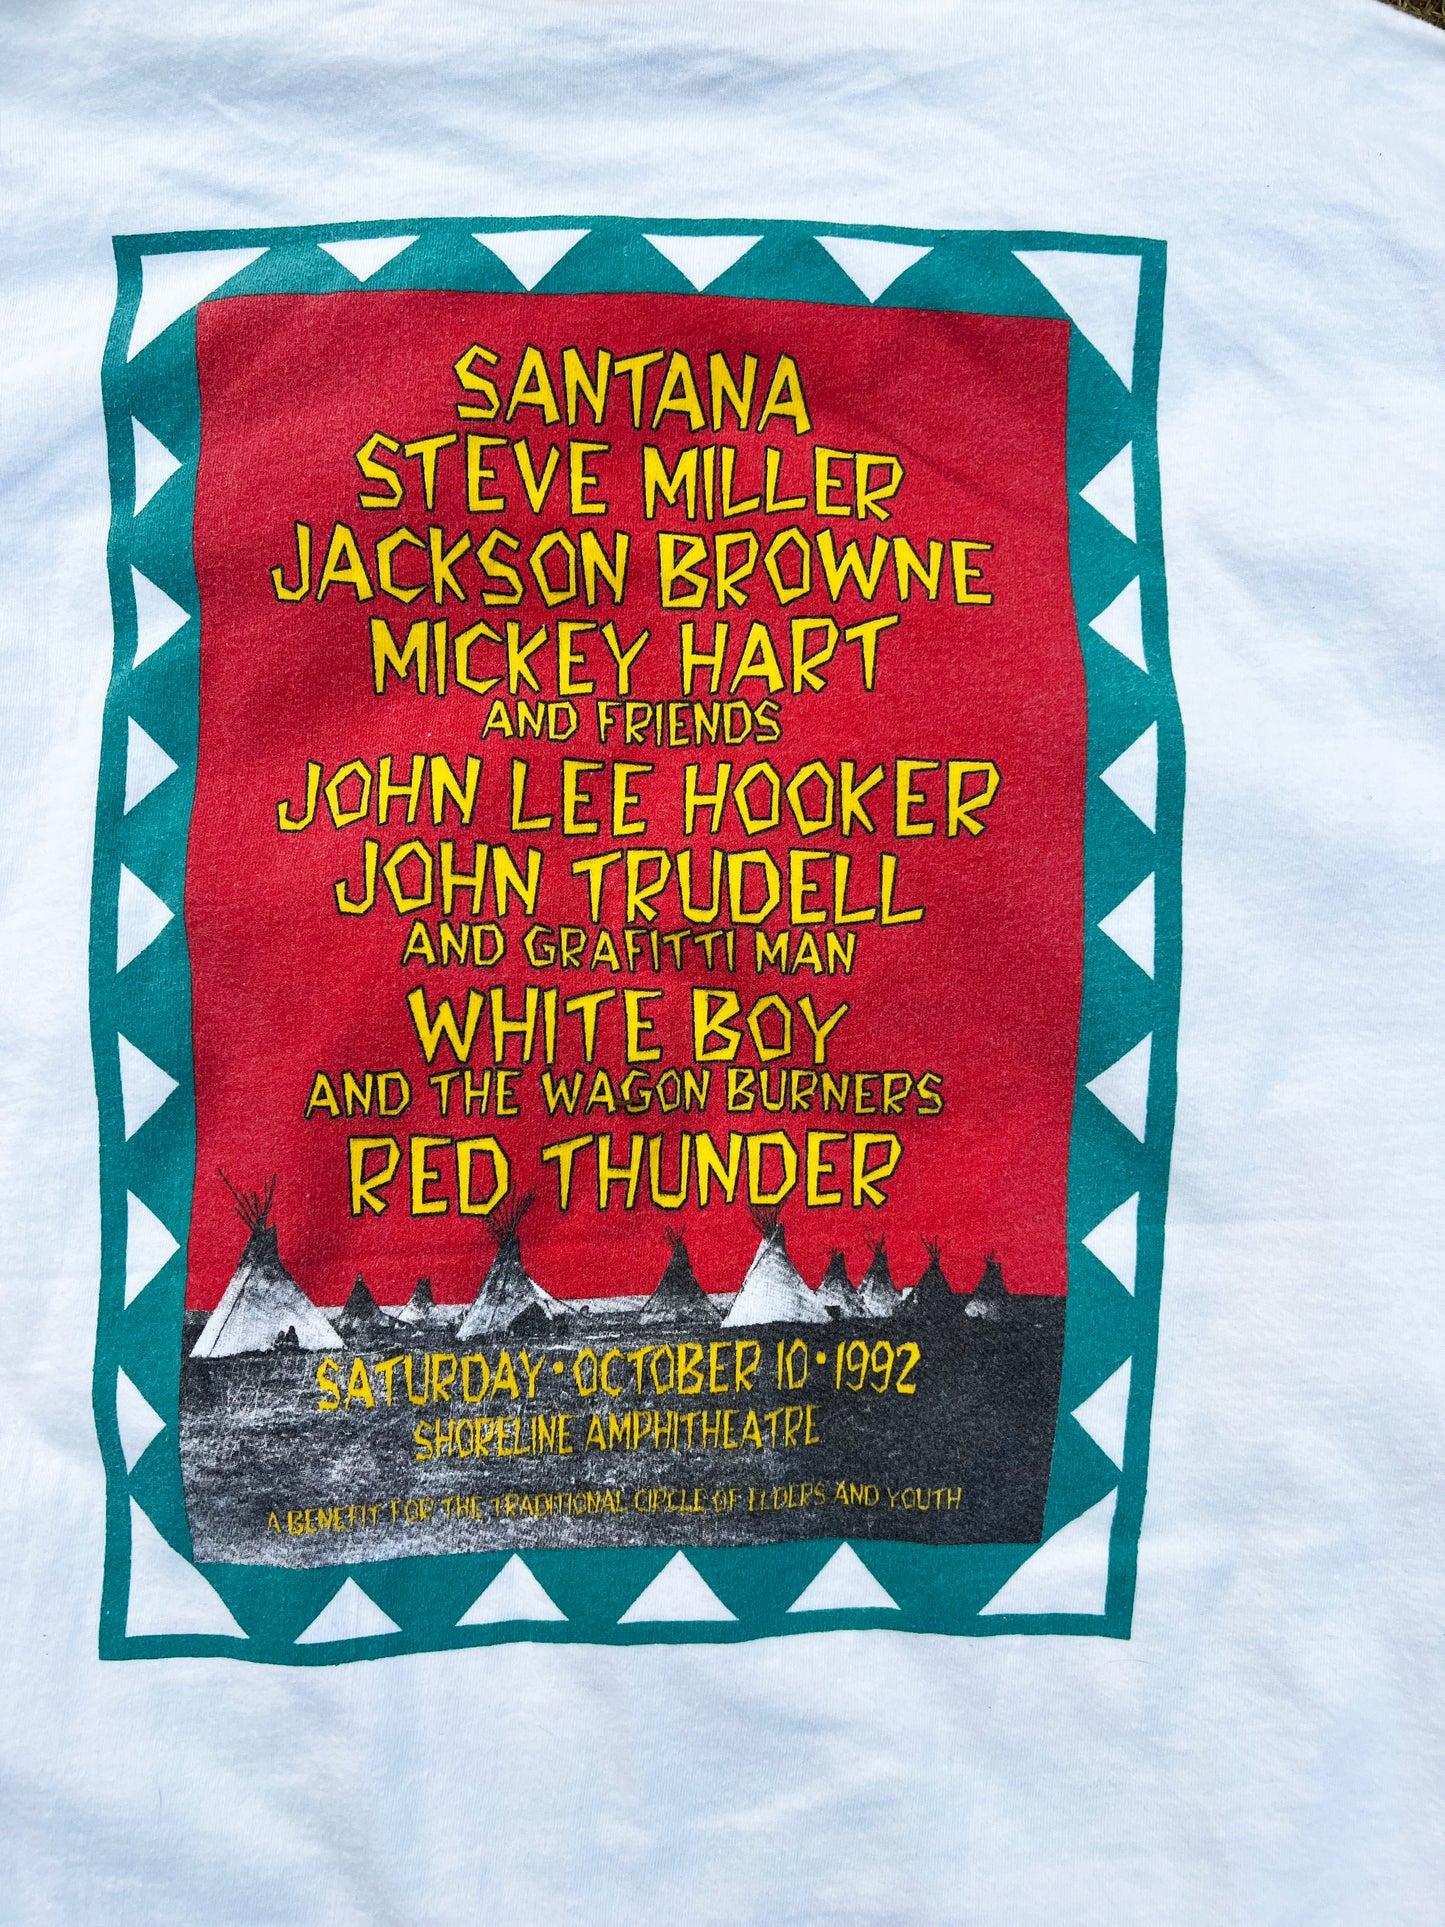 SANTANA
STEVE MILLER
JACKSON BROWNE
MICKEY HART
AND FRIENDS
JOHN LEE HOOKER
JOHN TRUDELL
AND GRAFITTI MAN
WHITE BOY
AND THE WAGON BURNERS
RED THUNDER
SATURDAY • OCTOBER 10 • 1992
SHORELINE AMPHITHEATRE
A BENEFIT FOR THE TRADITIONAL CIRCLE OF ELDERS AND YOUTH